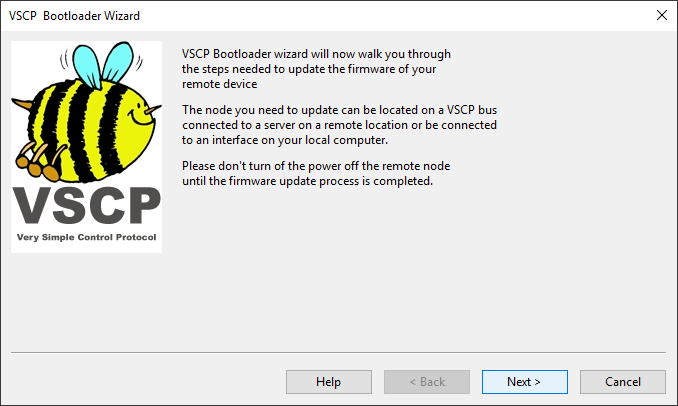 VSCP Bootloader Wizard
VSCP Bootloader wizard will now walk you through
the steps needed to update the firmware of your
remote device
The node you need to update can be located on a VSCP bus
connected to a server on a remote location or be connected
to an interface on your local computer.
Please don't turn of the power off the remote node
until the firmware update process is completed.
VSCP
Very Simple Control Protocol
Help
< Back
Next >
Cancel